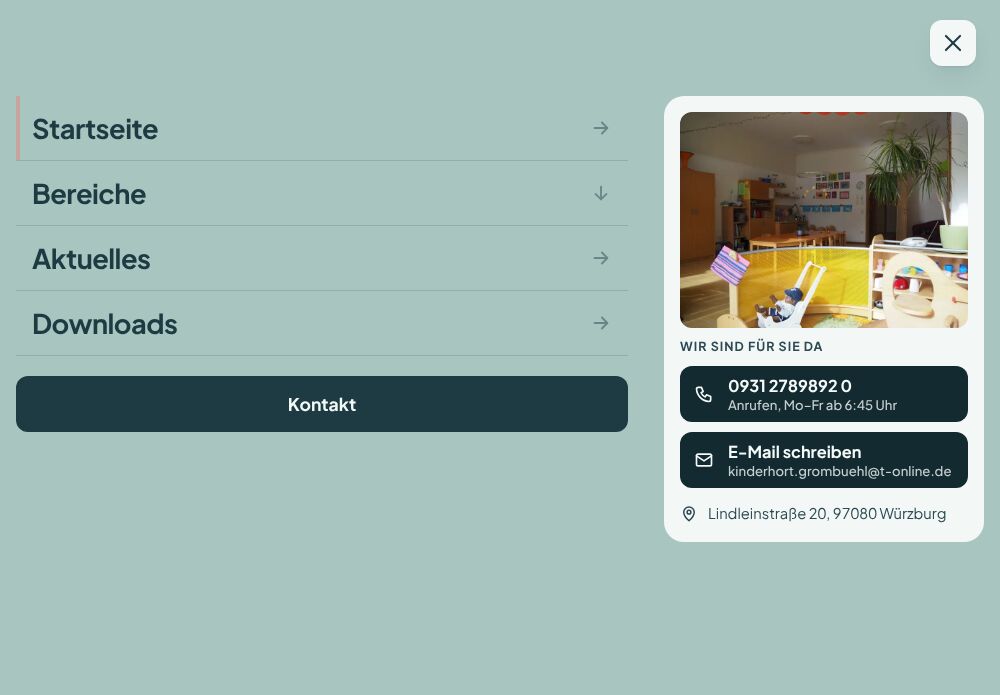 Startseite
Bereiche
Aktuelles
Downloads
Kontakt
WIR SIND FÜR SIE DA
0931 2789892 0
Anrufen, Mo–Fr ab 6:45 Uhr
E-Mail schreiben
kinderhort.grombuehl@t-online.de
Lindleinstraße 20, 97080 Würzburg